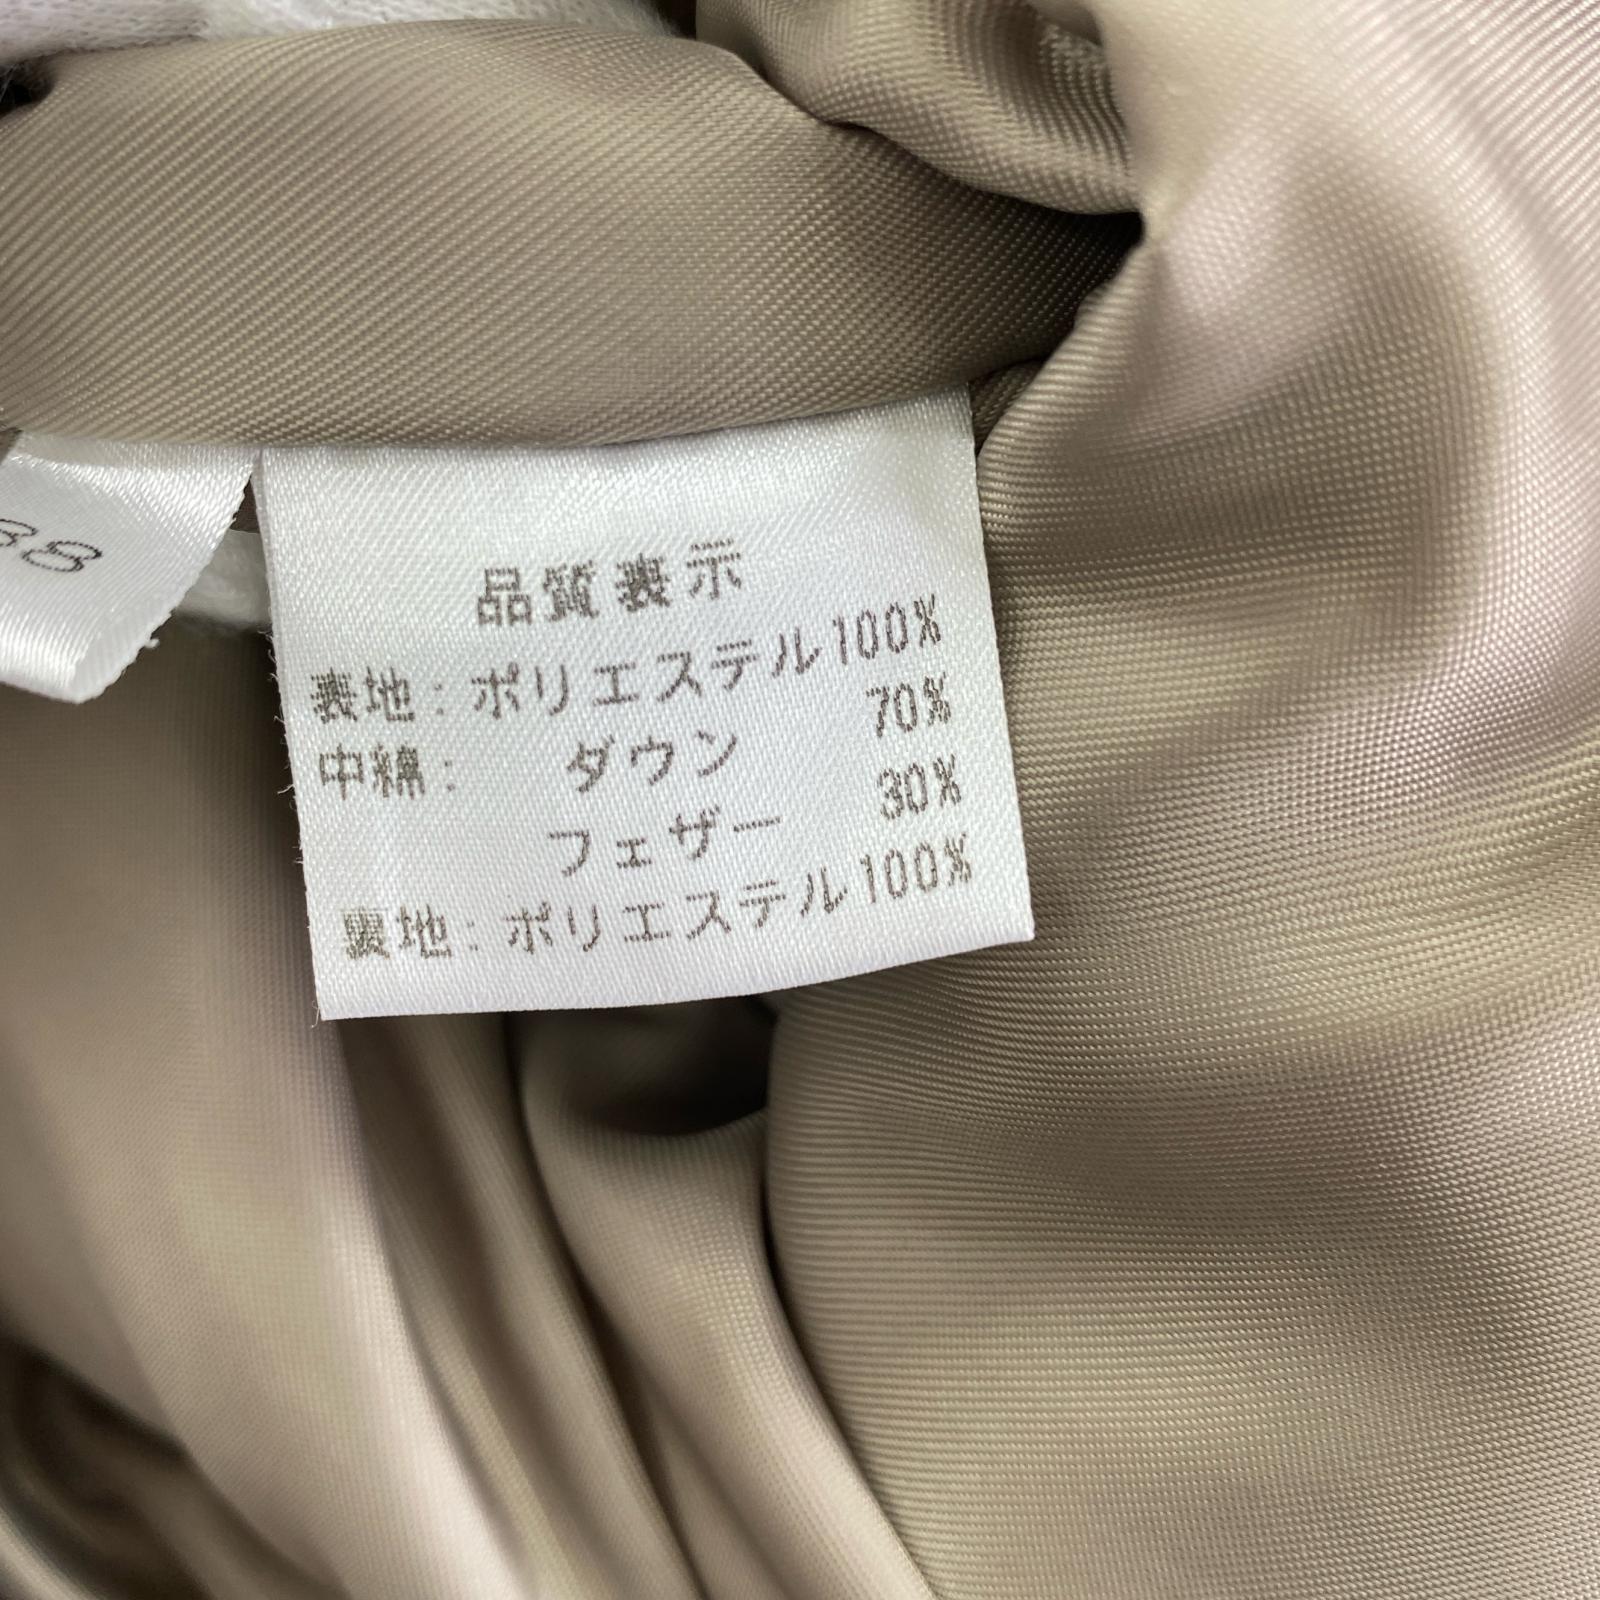 88
品質表示
表地：ポリエステル100%
中綿： ダウン 70%
フェザー 30%
裏地：ポリエステル100%